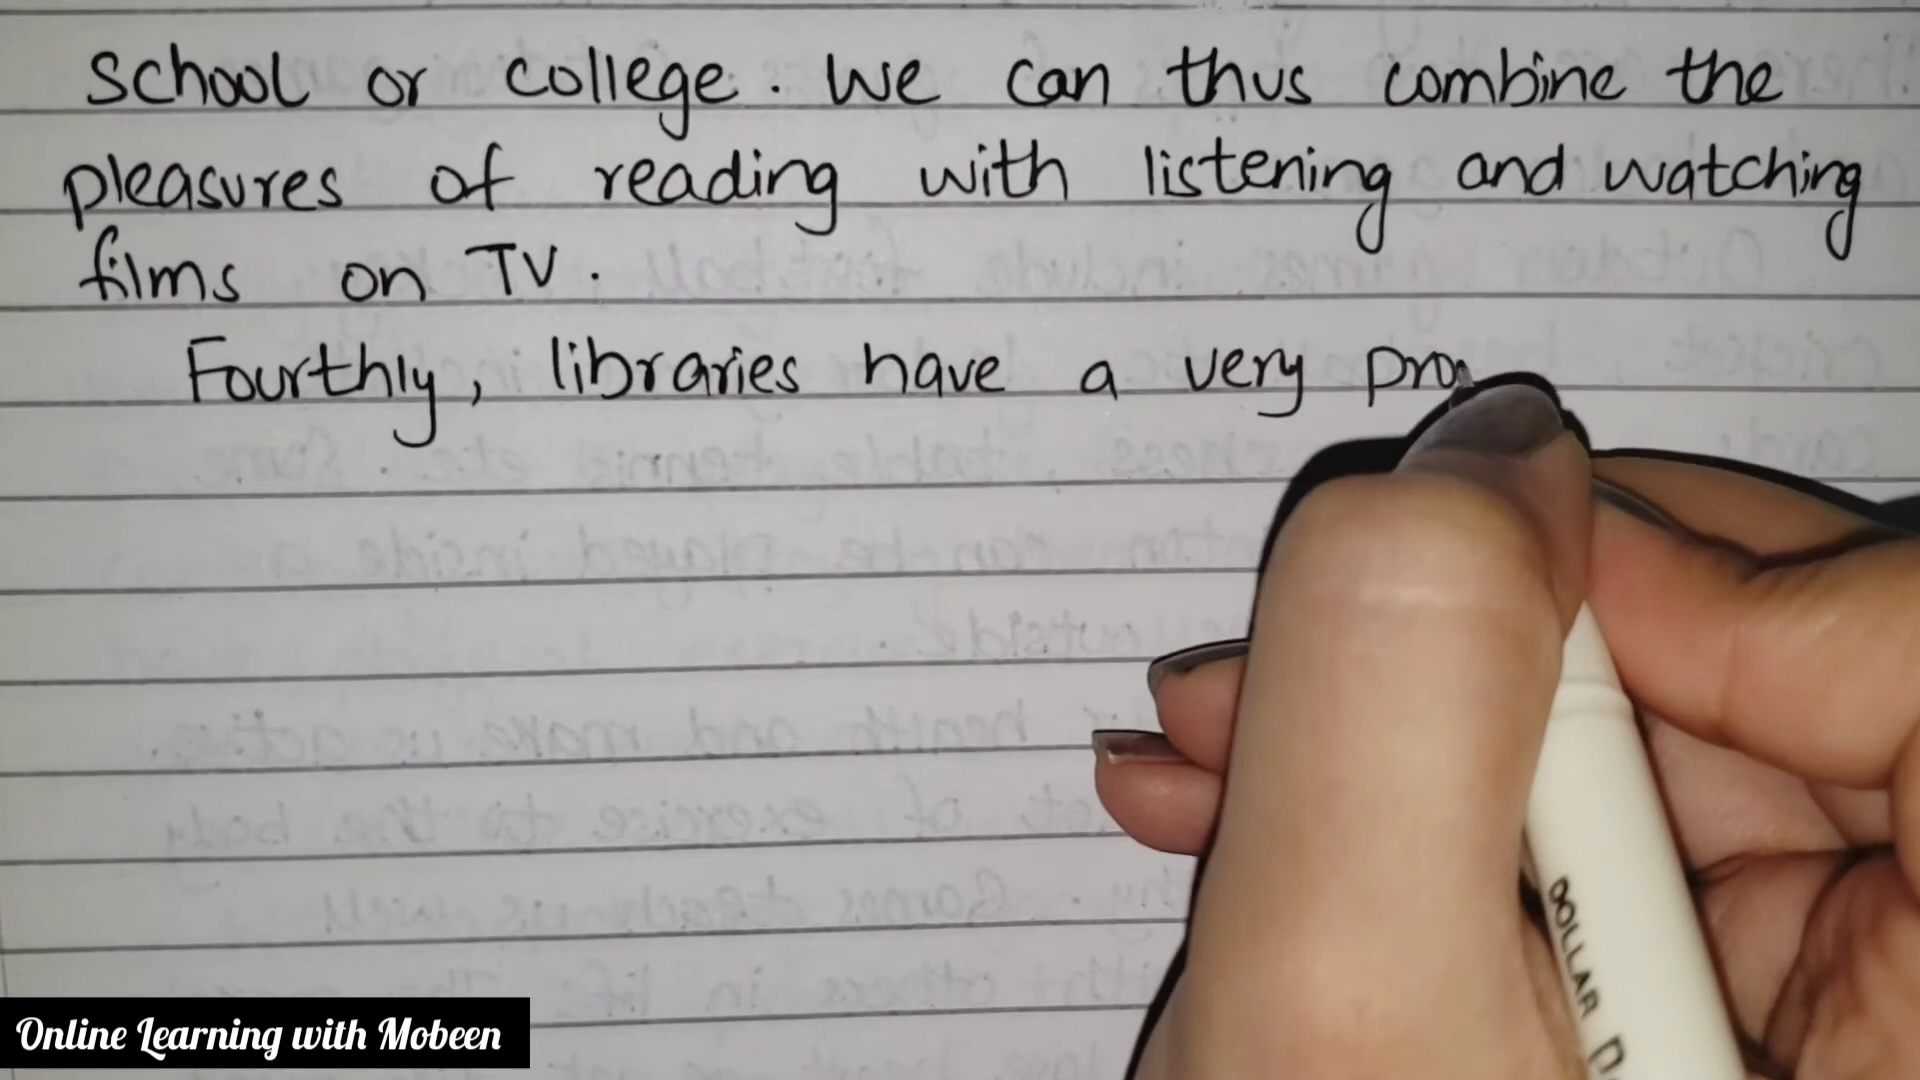 school or college. We can thus combine the
pleasures of reading with listening and watching
films on TV.
Fourthly, libraries have a very
DOLLAR
Online Learning with Mobeen